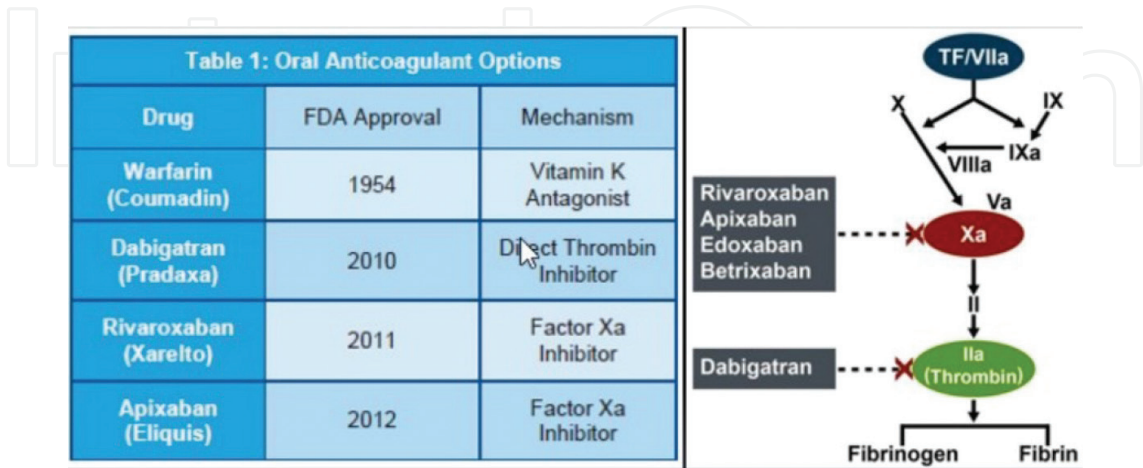 Table 1: Oral Anticoagulant Options
Drug
FDA Approval
Mechanism
Warfarin
(Coumadin)
1954
Vitamin K
Antagonist
Dabigatran
(Pradaxa)
2010
Direct Thrombin
Inhibitor
Rivaroxaban
(Xarelto)
2011
Factor Xa
Inhibitor
Apixaban
(Eliquis)
2012
Factor Xa
Inhibitor
TF/VIIa
X
IX
IXa
VIIIa
Va
Xa
Rivaroxaban
Apixaban
Edoxaban
Betrixaban
II
IIa
(Thrombin)
Dabigatran
Fibrinogen
Fibrin